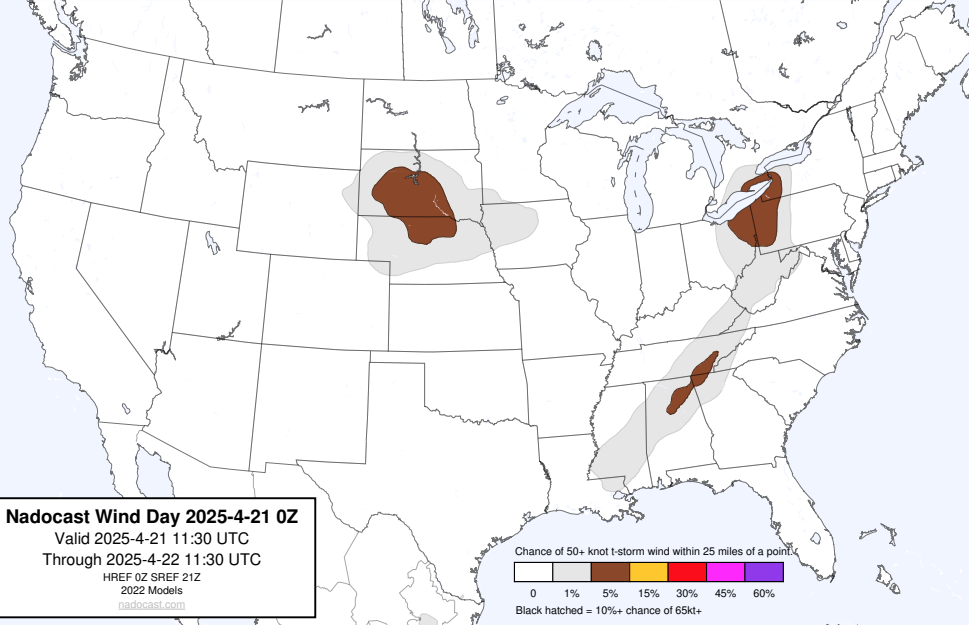 Nadocast Wind Day 2025-4-21 0Z
Valid 2025-4-21 11:30 UTC
Through 2025-4-22 11:30 UTC
HREF 0Z SREF 21Z
2022 Models
nadocast.com
Chance of 50+ knot t-storm wind within 25 miles of a point.
0 1% 5% 15% 30% 45% 60%
Black hatched = 10%+ chance of 65kt+